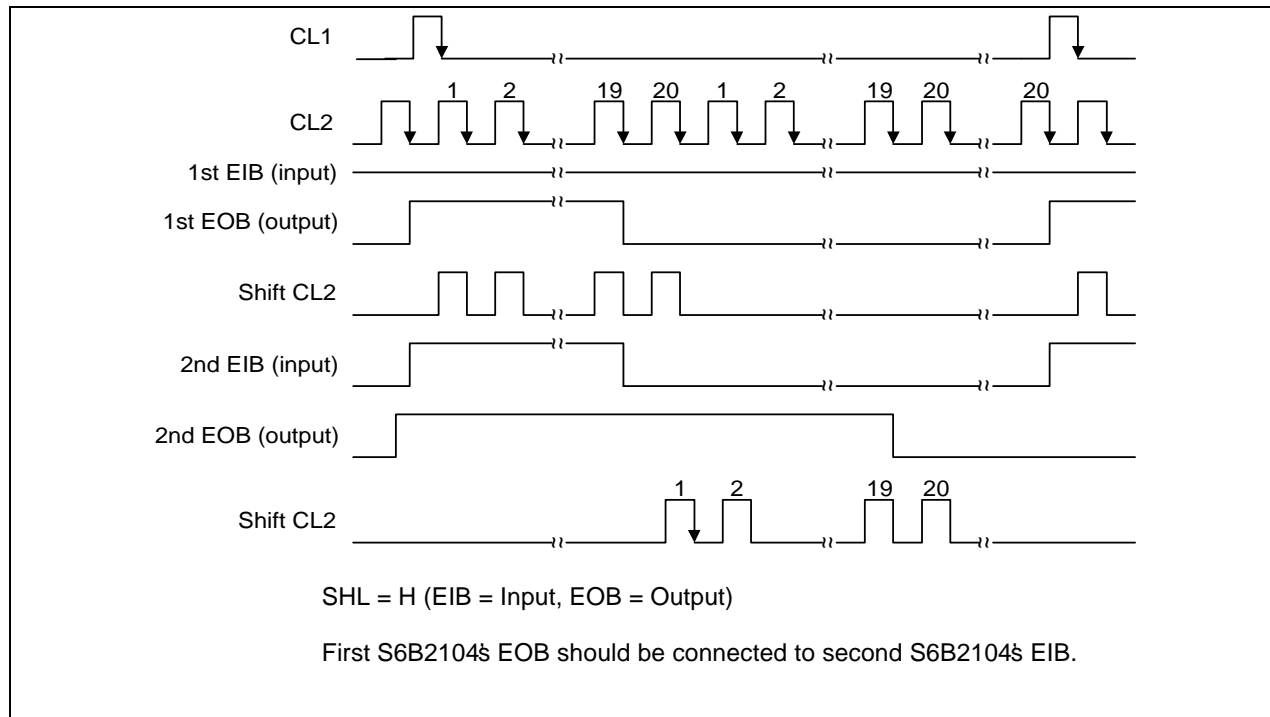 CL1
1 2 19 20 1 2 19 20 20
CL2
1st EIB (input)
1st EOB (output)
Shift CL2
2nd EIB (input)
2nd EOB (output)
1 2 19 20
Shift CL2
SHL = H (EIB = Input, EOB = Output)
First S6B2104's EOB should be connected to second S6B2104's EIB.